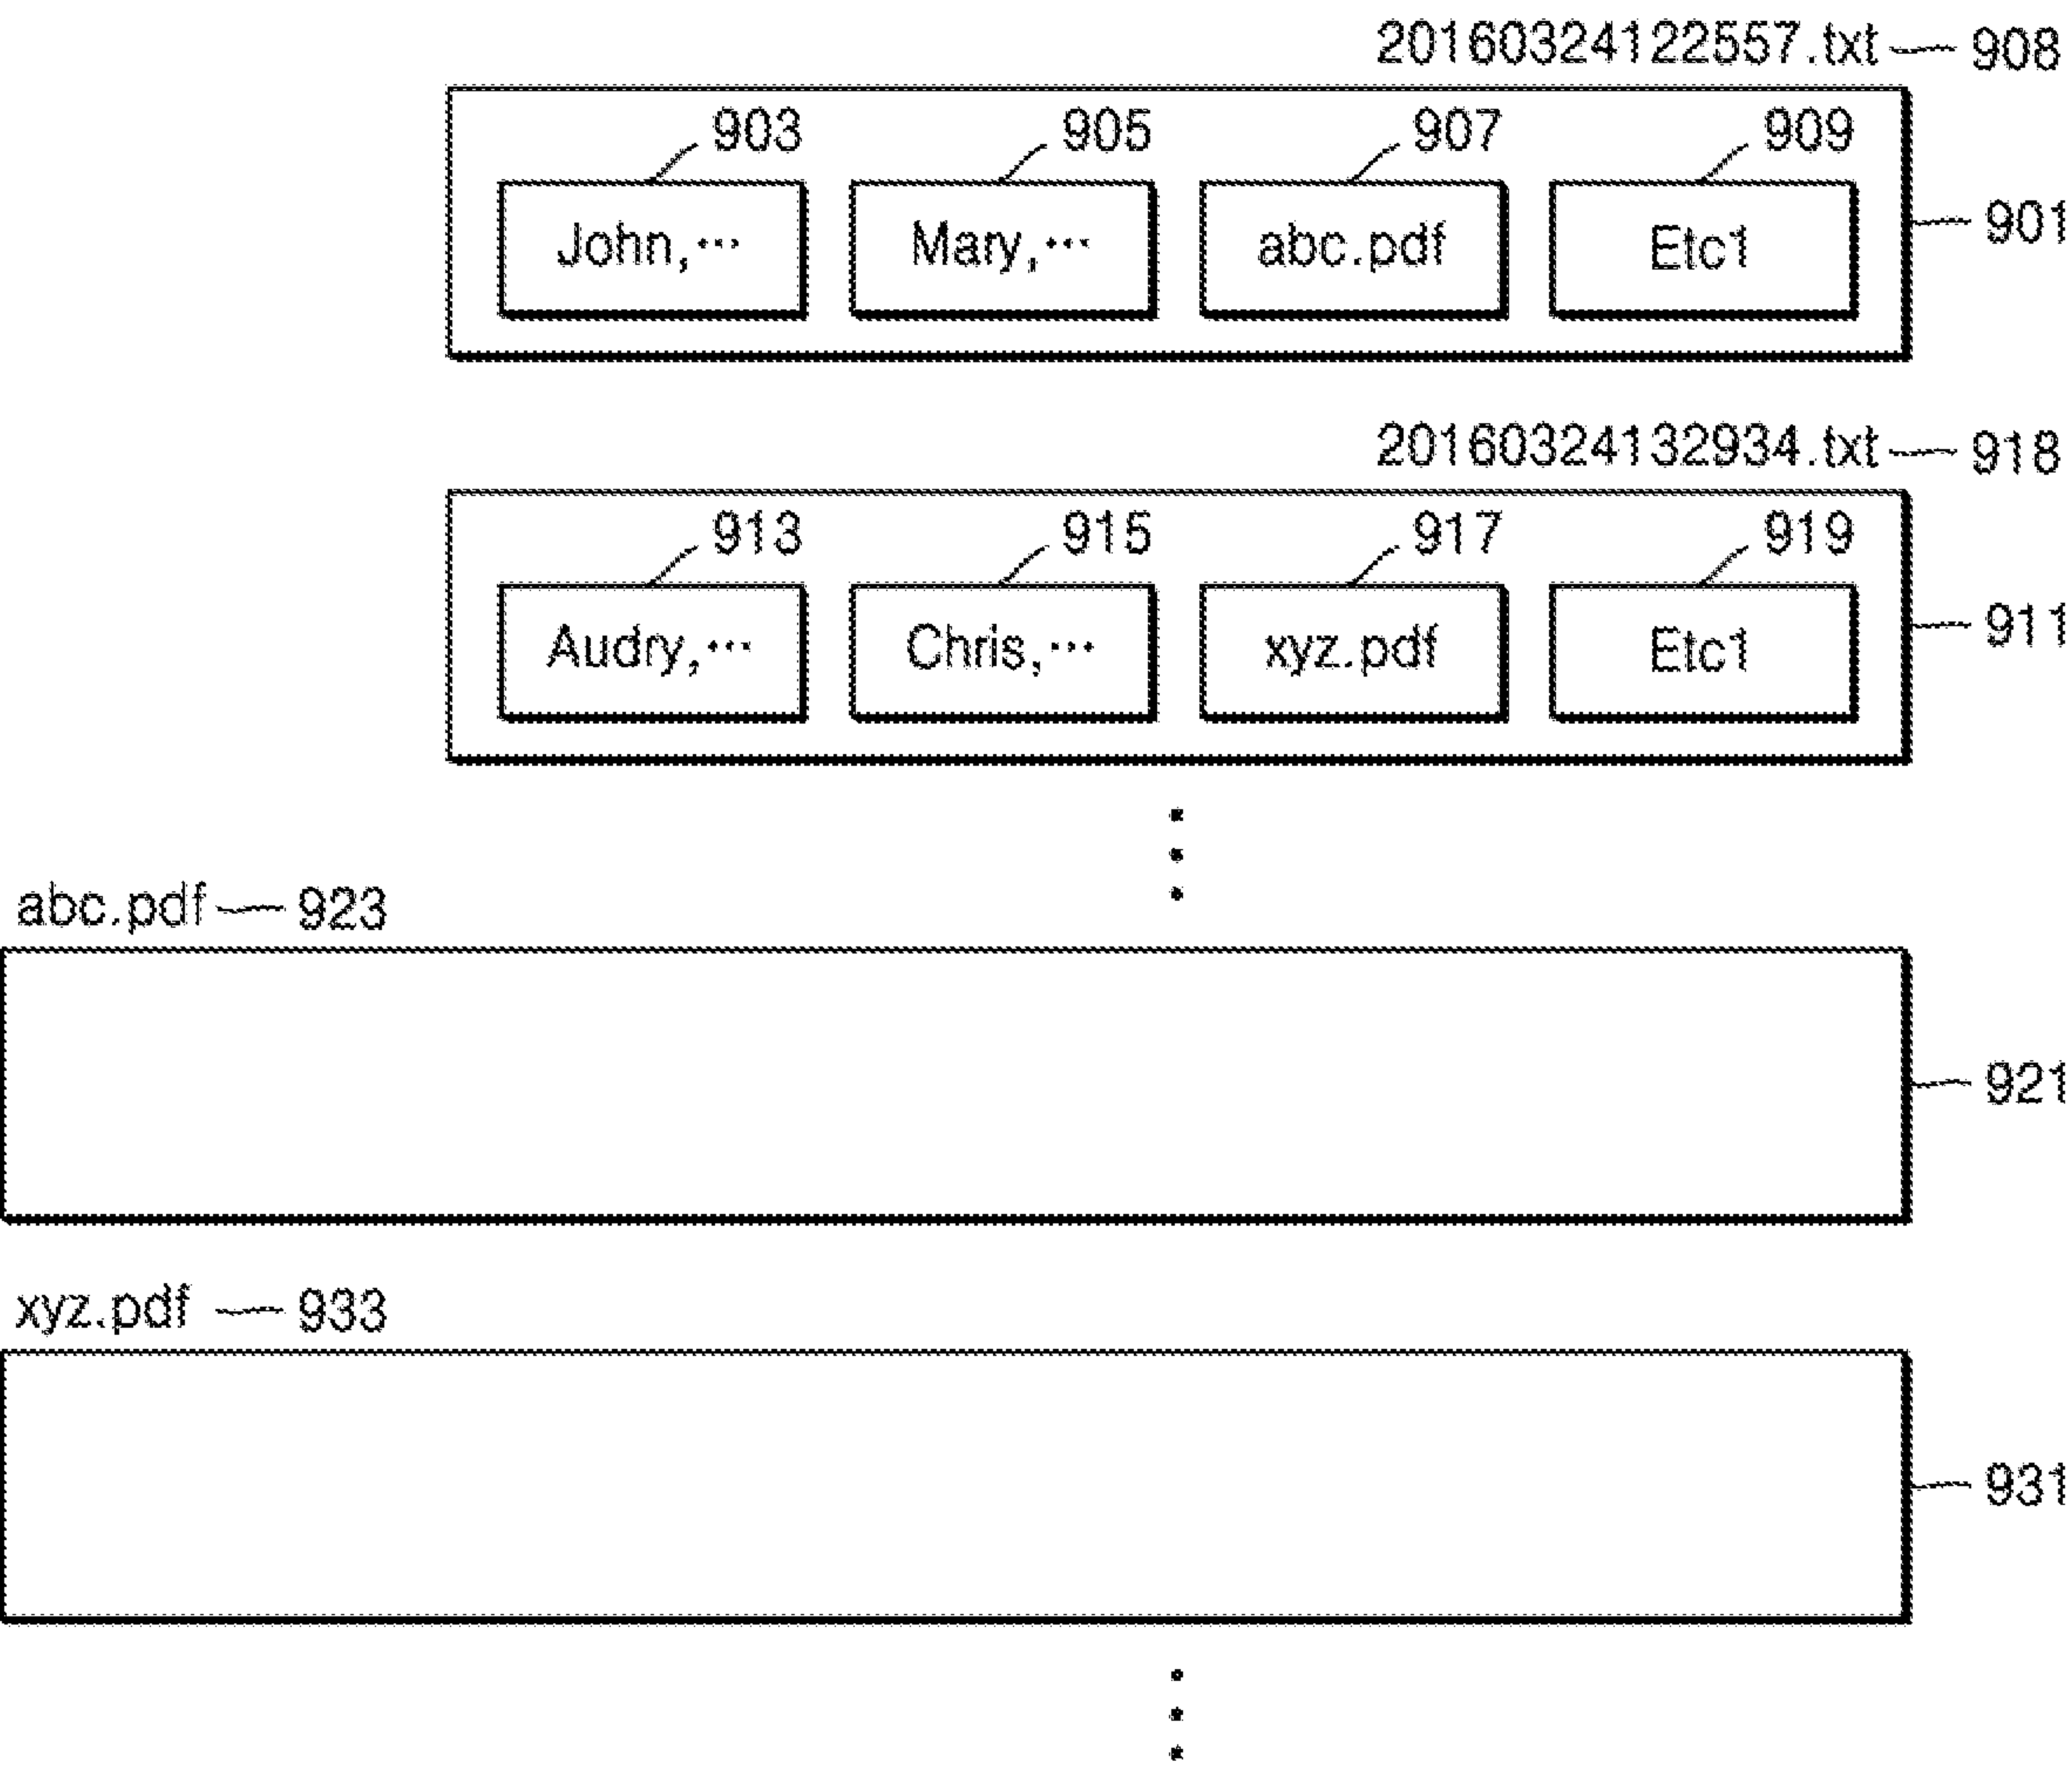 20160324122557.txt 908
903 905 907 909
John,··· Mary,··· abc.pdf Etc1 901
20160324132934.txt 918
913 915 917 919
Audry,··· Chris,··· xyz.pdf Etc1 911
abc.pdf 923
921
xyz.pdf 933
931